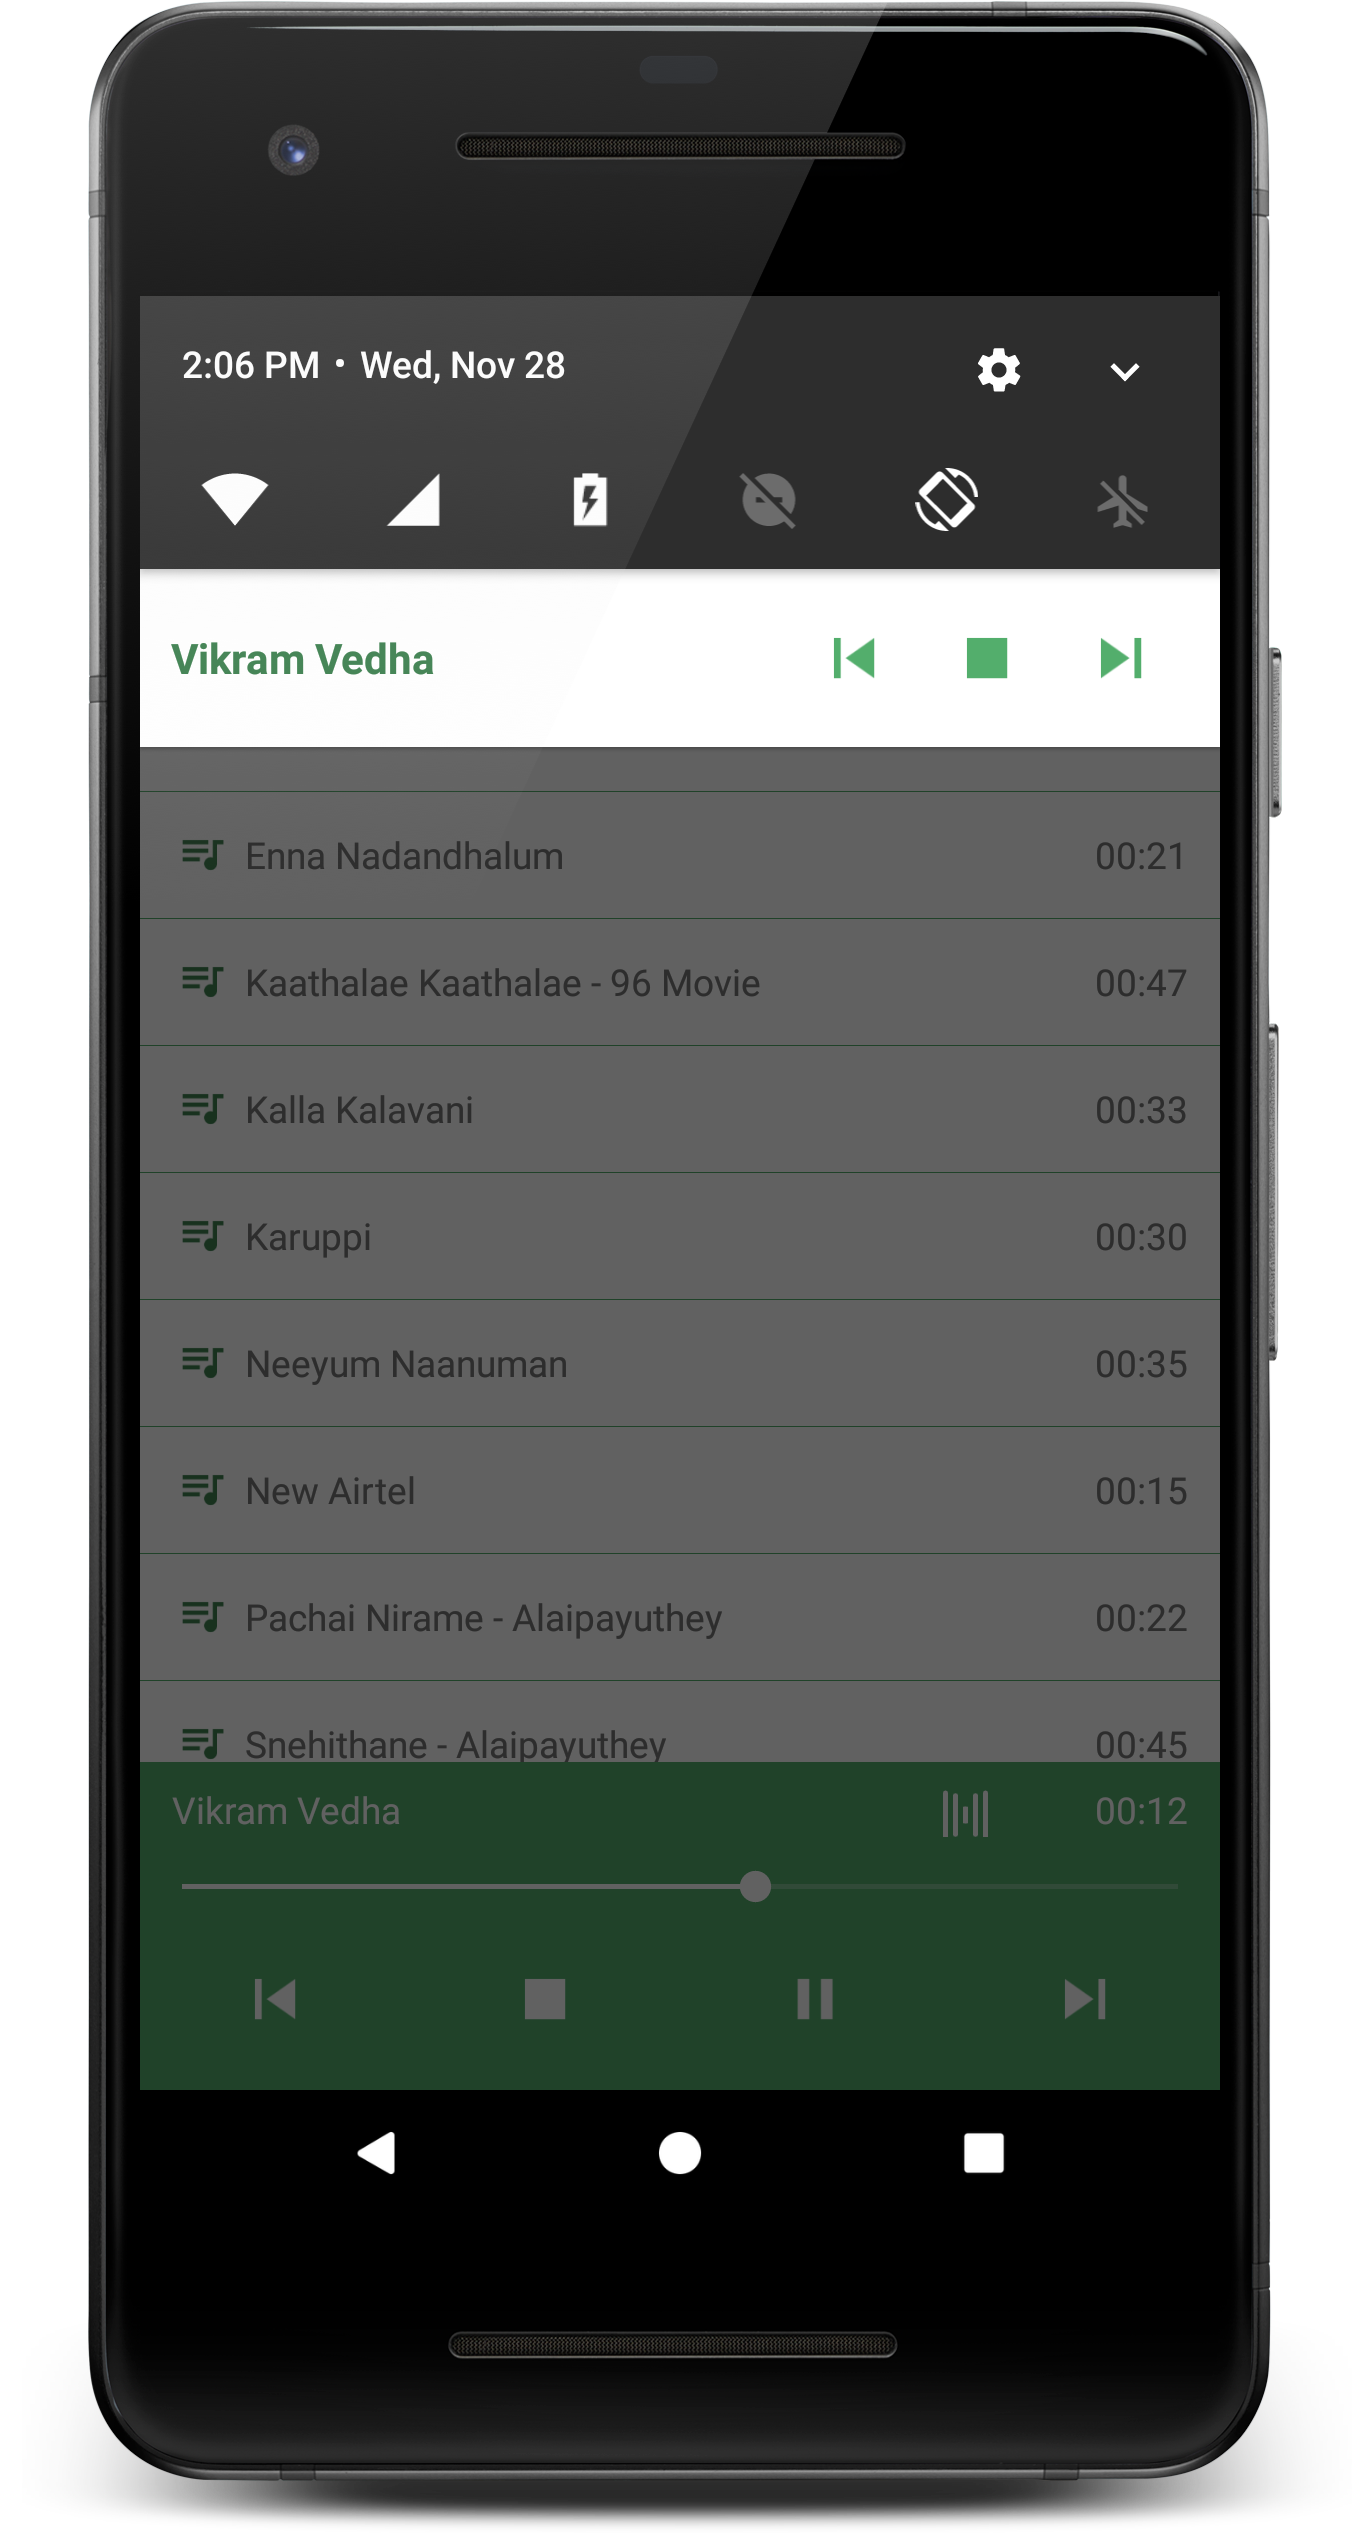 2:06 PM • Wed, Nov 28
Vikram Vedha
Enna Nadandhalum 00:21
Kaathalae Kaathalae - 96 Movie 00:47
Kalla Kalavani 00:33
Karuppi 00:30
Neeyum Naanuman 00:35
New Airtel 00:15
Pachai Nirame - Alaipayuthey 00:22
Snehithane - Alaipayuthey 00:45
Vikram Vedha 00:12